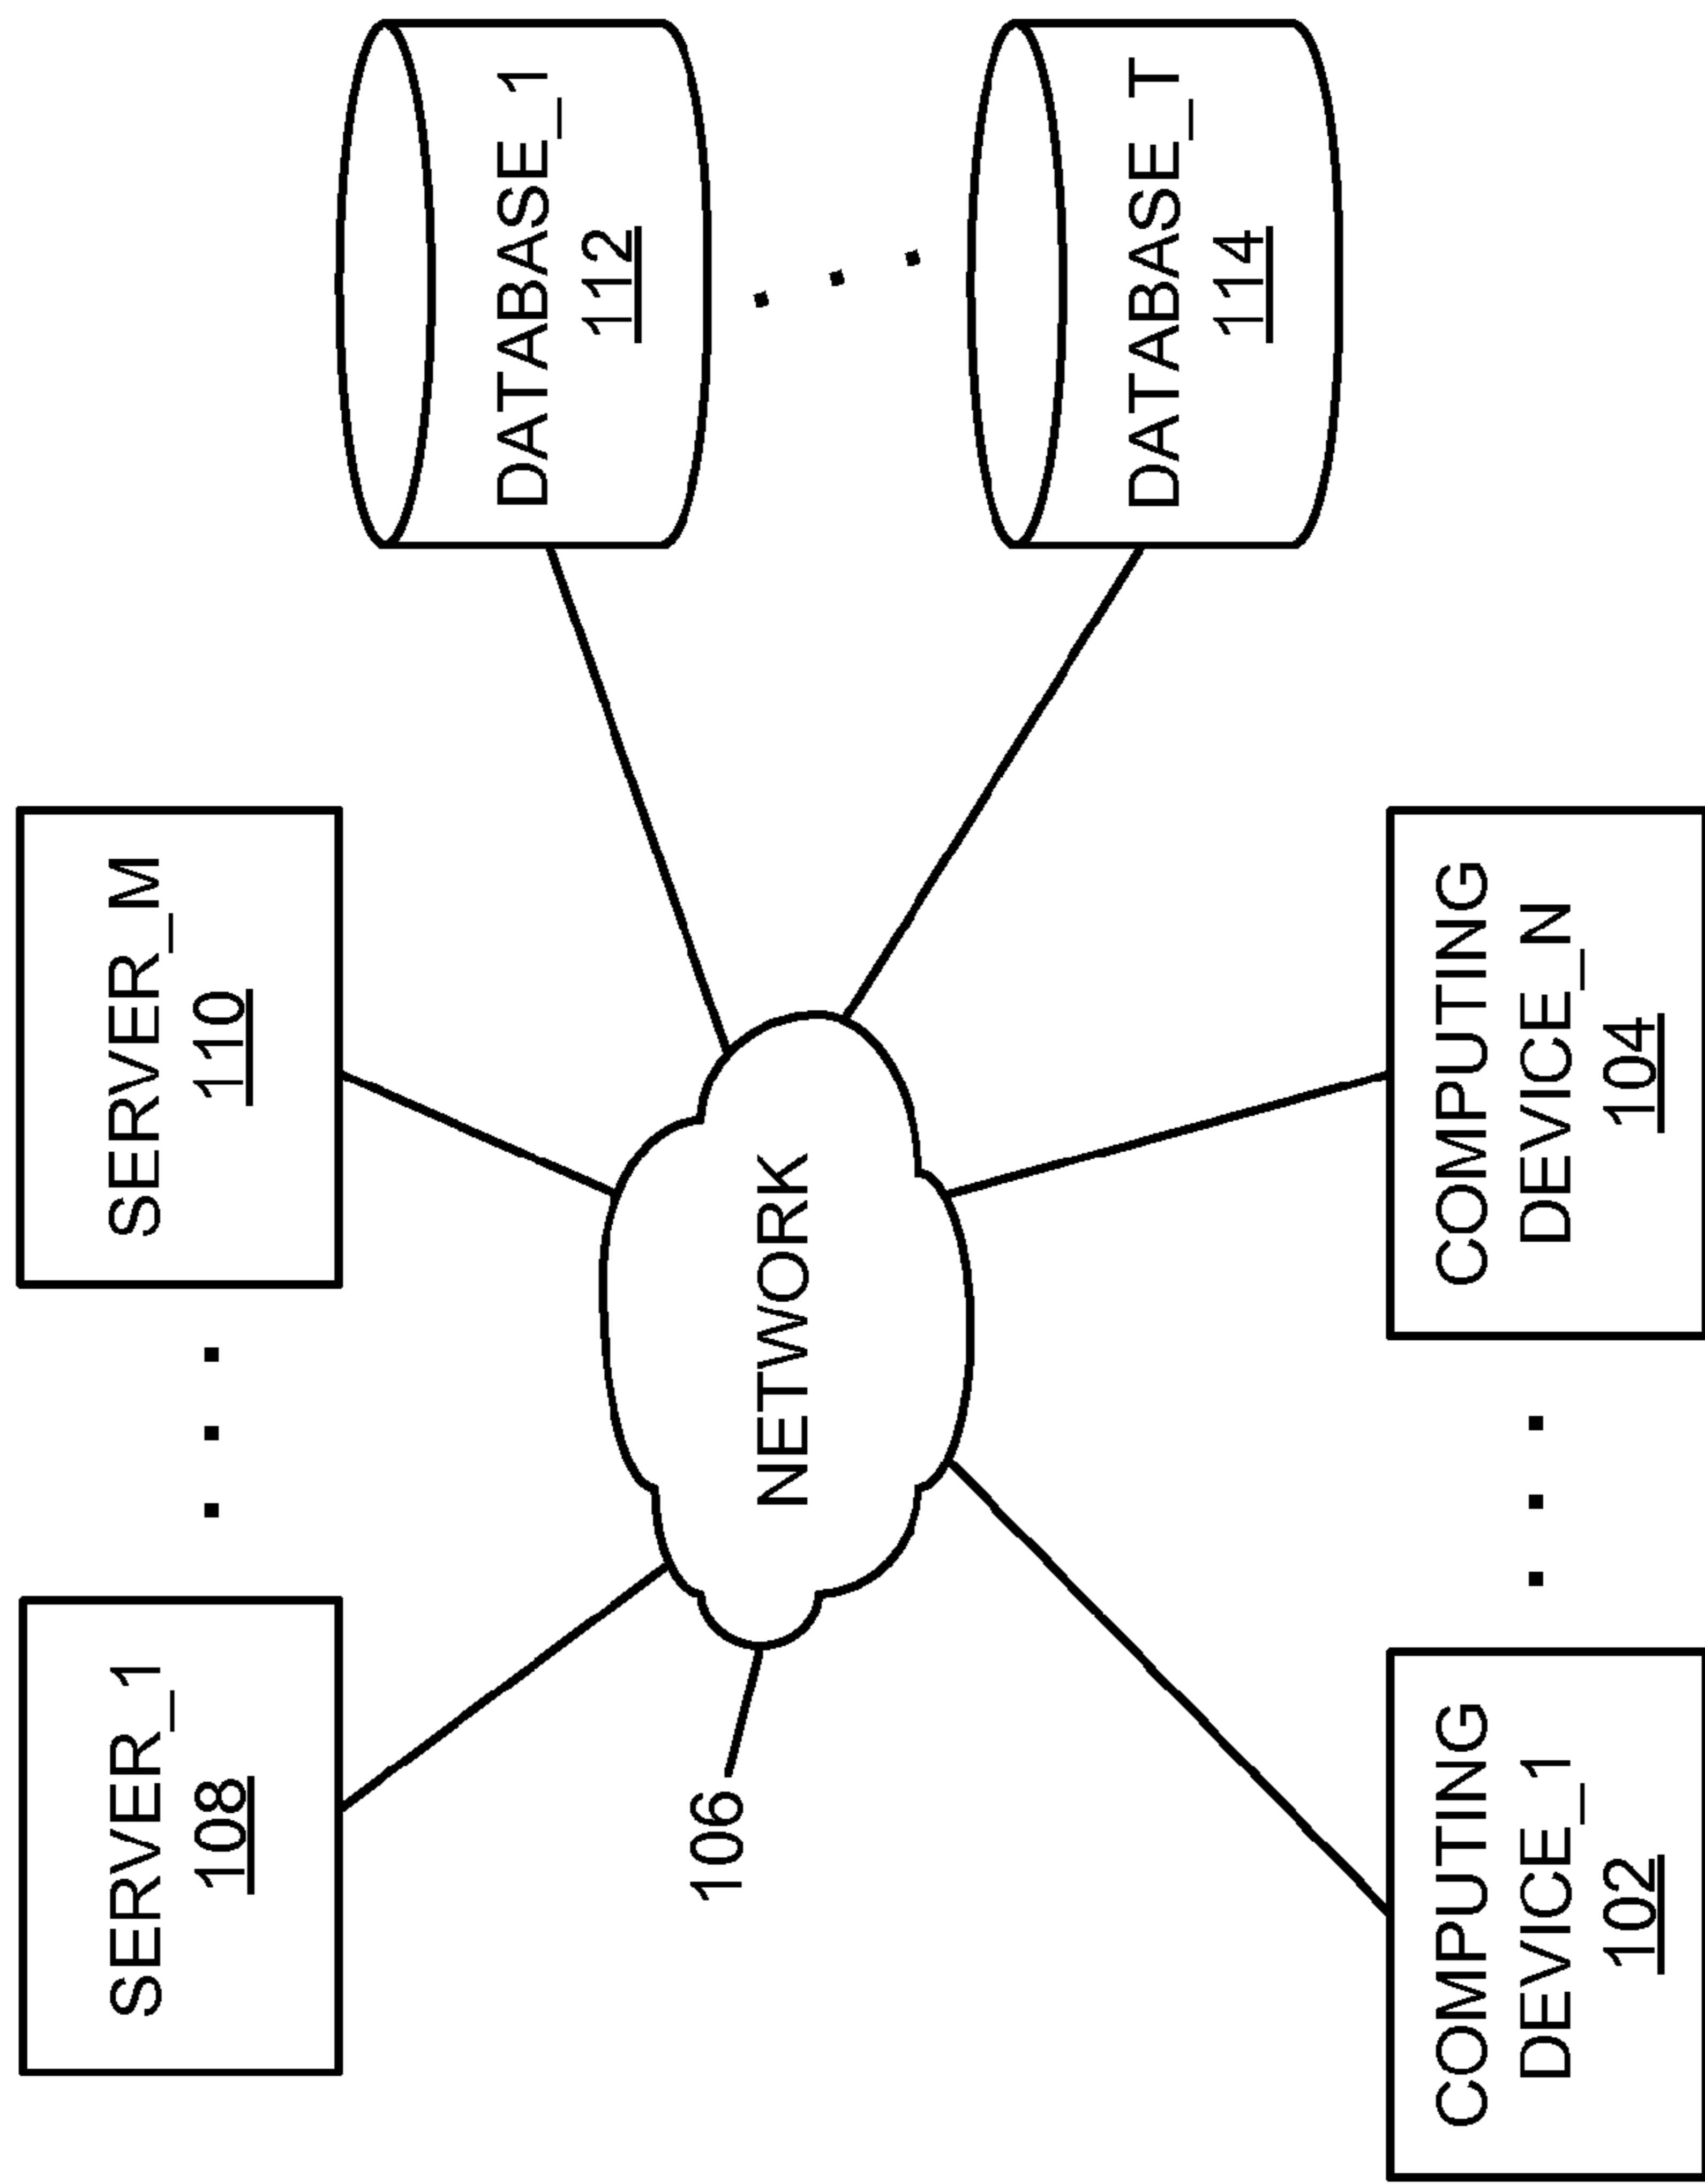 SERVER_1
108
SERVER_M
110
DATABASE_1
112
106
NETWORK
DATABASE_T
114
COMPUTING
DEVICE_1
102
COMPUTING
DEVICE_N
104